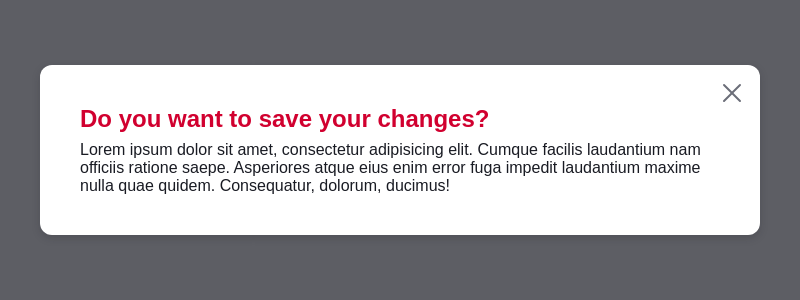 Do you want to save your changes?
Lorem ipsum dolor sit amet, consectetur adipisicing elit. Cumque facilis laudantium nam
officiis ratione saepe. Asperiores atque eius enim error fuga impedit laudantium maxime
nulla quae quidem. Consequatur, dolorum, ducimus!